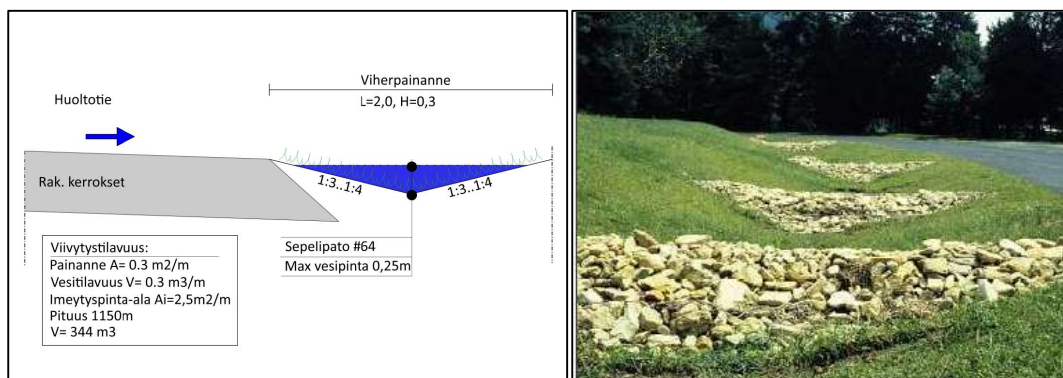 Viherpainanne
L=2,0, H=0,3
Huoltotie
Rak. kerrokset
1:3..1:4
1:3..1:4
Sepelipato #64
Max vesipinta 0,25m
Viivytystilavuus:
Painanne A= 0.3 m2/m
Vesitilavuus V= 0.3 m3/m
Imeytyspinta-ala Ai=2,5m2/m
Pituus 1150m
V= 344 m3